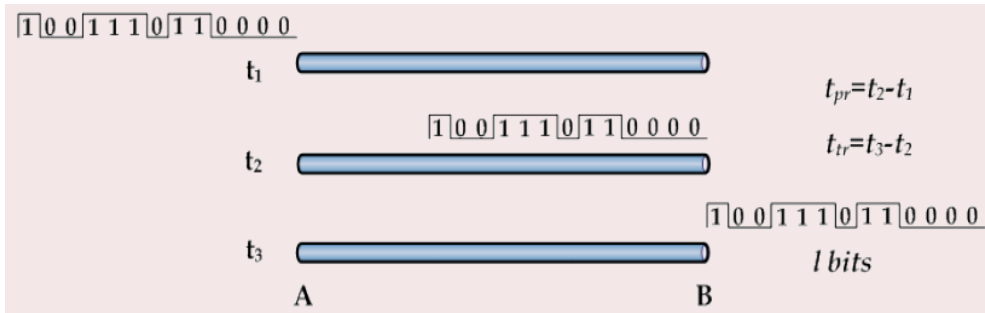 1 0 0 1 1 1 0 1 1 0 0 0 0
t₁
tₚᵣ=t₂-t₁
1 0 0 1 1 1 0 1 1 0 0 0 0
t₂
tₜᵣ=t₃-t₂
1 0 0 1 1 1 0 1 1 0 0 0 0
t₃
l bits
A B